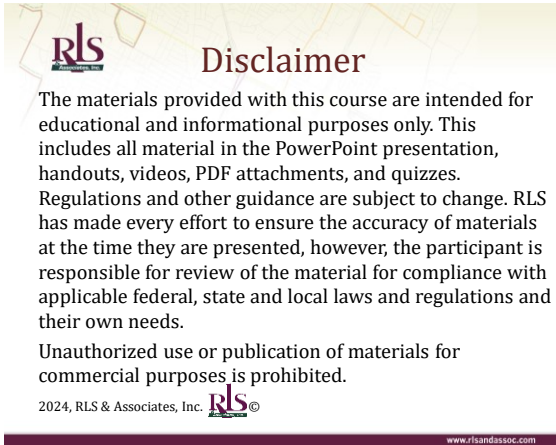 RLS
& Associates, Inc.
Disclaimer
The materials provided with this course are intended for
educational and informational purposes only. This
includes all material in the PowerPoint presentation,
handouts, videos, PDF attachments, and quizzes.
Regulations and other guidance are subject to change. RLS
has made every effort to ensure the accuracy of materials
at the time they are presented, however, the participant is
responsible for review of the material for compliance with
applicable federal, state and local laws and regulations and
their own needs.
Unauthorized use or publication of materials for
commercial purposes is prohibited.
2024, RLS & Associates, Inc. RLS ©
www.rlsandassoc.com